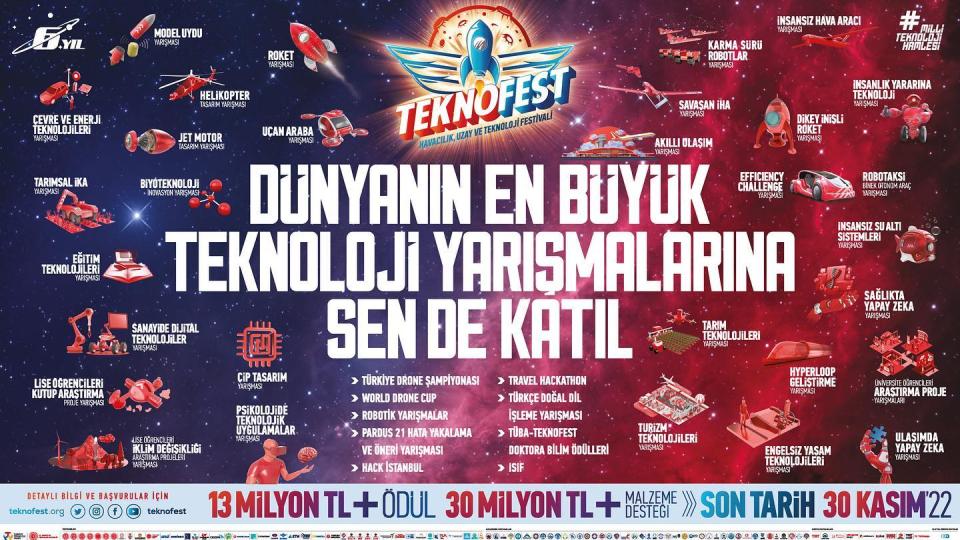 6.YIL
MODEL UYDU
YARIŞMASI
ROKET
YARIŞMASI
TEKNOFEST
HAVACILIK, UZAY VE TEKNOLOJİ FESTİVALİ
KARMA SÜRÜ
ROBOTLAR
YARIŞMASI
İNSANSIZ HAVA ARACI
YARIŞMASI
#MİLLİ
TEKNOLOJİ
HAMLESİ
ÇEVRE VE ENERJİ
TEKNOLOJİLERİ
YARIŞMASI
HELİKOPTER
TASARIM YARIŞMASI
JET MOTOR
TASARIM YARIŞMASI
UÇAN ARABA
YARIŞMASI
SAVAŞAN İHA
YARIŞMASI
AKILLI ULAŞIM
YARIŞMASI
DİKEY İNİŞLİ
ROKET
YARIŞMASI
İNSANLIK YARARINA
TEKNOLOJİ
YARIŞMASI
TARIMSAL İKA
YARIŞMASI
BİYOTEKNOLOJİ
İNOVASYON YARIŞMASI
EFFICIENCY
CHALLENGE
YARIŞMASI
ROBOTAKSİ
BİNEK OTONOM ARAÇ
YARIŞMASI
DÜNYANIN EN BÜYÜK
TEKNOLOJİ YARIŞMALARINA
SEN DE KATIL
EĞİTİM
TEKNOLOJİLERİ
YARIŞMASI
İNSANSIZ SU ALTI
SİSTEMLERİ
YARIŞMASI
SAĞLIKTA
YAPAY ZEKA
YARIŞMASI
SANAYİDE DİJİTAL
TEKNOLOJİLER
YARIŞMASI
ÇİP TASARIM
YARIŞMASI
TARIM
TEKNOLOJİLERİ
YARIŞMASI
HYPERLOOP
GELİŞTİRME
YARIŞMASI
ÜNİVERSİTE ÖĞRENCİLERİ
ARAŞTIRMA PROJE
YARIŞMALARI
LİSE ÖĞRENCİLERİ
KUTUP ARAŞTIRMA
PROJE YARIŞMASI
PSİKOLOJİDE
TEKNOLOJİK
UYGULAMALAR
YARIŞMASI
LİSE ÖĞRENCİLERİ
İKLİM DEĞİŞİKLİĞİ
ARAŞTIRMA PROJELERİ
YARIŞMASI
> TÜRKİYE DRONE ŞAMPİYONASI
> WORLD DRONE CUP
> ROBOTİK YARIŞMALAR
> PARDUS 21 HATA YAKALAMA
VE ÖNERİ YARIŞMASI
> HACK İSTANBUL
> TRAVEL HACKATHON
> TÜRKÇE DOĞAL DİL
İŞLEME YARIŞMASI
> TÜBA-TEKNOFEST
DOKTORA BİLİM ÖDÜLLERİ
> ISIF
TURİZM
TEKNOLOJİLERİ
YARIŞMASI
ENGELSİZ YAŞAM
TEKNOLOJİLERİ
YARIŞMASI
ULAŞIMDA
YAPAY ZEKA
YARIŞMASI
DETAYLI BİLGİ VE BAŞVURULAR İÇİN
teknofest.org teknofest
13 MİLYON TL+ ÖDÜL 30 MİLYON TL+ MALZEME DESTEĞİ SON TARİH 30 KASIM'22